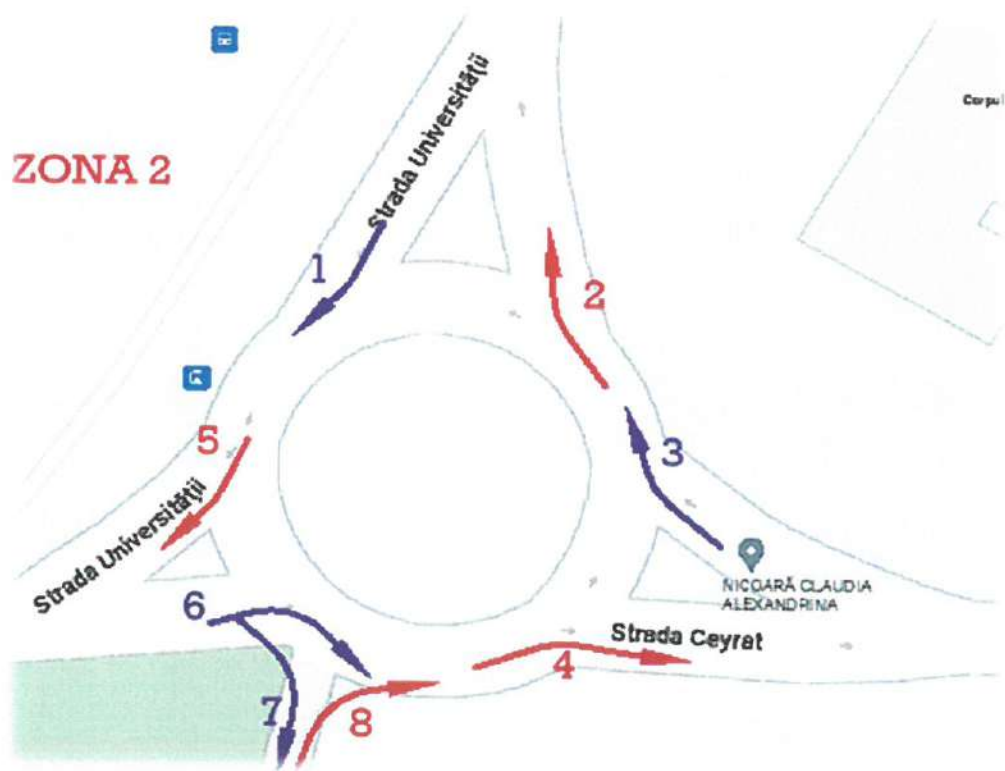 Strada Universității
Corpul
ZONA 2
1
2
5
3
Strada Universității
NICOARĂ CLAUDIA
ALEXANDRINA
6
Strada Ceyrat
4
7
8